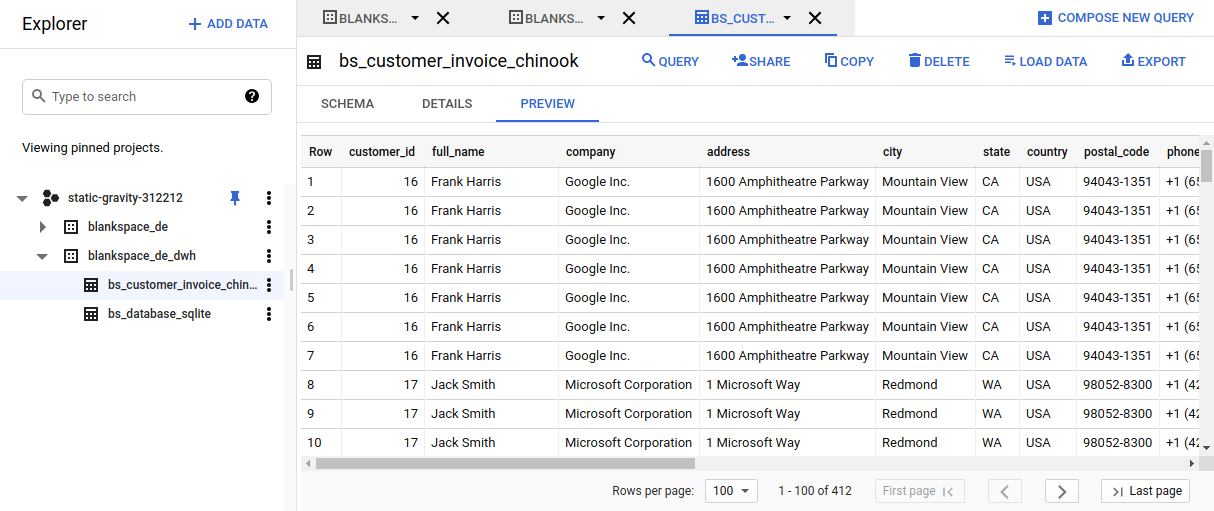 Explorer
ADD DATA
Type to search
Viewing pinned projects.
static-gravity-312212
blankspace_de
blankspace_de_dwh
bs_customer_invoice_chin...
bs_database_sqlite
BLANKS... BLANKS... BS_CUST... COMPOSE NEW QUERY
bs_customer_invoice_chinook QUERY SHARE COPY DELETE LOAD DATA EXPORT
SCHEMA DETAILS PREVIEW
Row customer_id full_name company address city state country postal_code phone
1 16 Frank Harris Google Inc. 1600 Amphitheatre Parkway Mountain View CA USA 94043-1351 +1 (65
2 16 Frank Harris Google Inc. 1600 Amphitheatre Parkway Mountain View CA USA 94043-1351 +1 (65
3 16 Frank Harris Google Inc. 1600 Amphitheatre Parkway Mountain View CA USA 94043-1351 +1 (65
4 16 Frank Harris Google Inc. 1600 Amphitheatre Parkway Mountain View CA USA 94043-1351 +1 (65
5 16 Frank Harris Google Inc. 1600 Amphitheatre Parkway Mountain View CA USA 94043-1351 +1 (65
6 16 Frank Harris Google Inc. 1600 Amphitheatre Parkway Mountain View CA USA 94043-1351 +1 (65
7 16 Frank Harris Google Inc. 1600 Amphitheatre Parkway Mountain View CA USA 94043-1351 +1 (65
8 17 Jack Smith Microsoft Corporation 1 Microsoft Way Redmond WA USA 98052-8300 +1 (42
9 17 Jack Smith Microsoft Corporation 1 Microsoft Way Redmond WA USA 98052-8300 +1 (42
10 17 Jack Smith Microsoft Corporation 1 Microsoft Way Redmond WA USA 98052-8300 +1 (42
Rows per page: 100 1 - 100 of 412 First page Last page